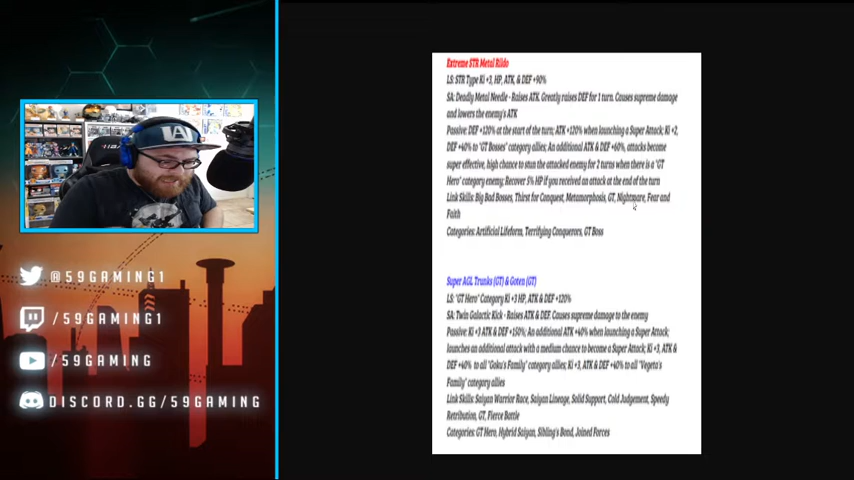 Extreme STR Metal Rildo
LS: STR Type Ki +3, HP, ATK, & DEF +90%
SA: Deadly Metal Needle - Raises ATK. Greatly raises DEF for 1 turn. Causes supreme damage
and lowers the enemy's ATK
Passive: DEF +120% at the start of the turn; ATK +120% when launching a Super Attack; Ki +2,
DEF +40% to "GT Bosses" category allies; An additional ATK & DEF +60%, attacks become
super effective, high chance to stun the attacked enemy for 2 turns when there is a "GT
Hero" category enemy; Recover 5% HP if you received an attack at the end of the turn
Link Skills: Big Bad Bosses, Thirst for Conquest, Metamorphosis, GT, Nightmare, Fear and
Faith
Categories: Artificial Lifeform, Terrifying Conquerors, GT Boss
Super AGL Trunks (GT) & Goten (GT)
LS: "GT Hero" Category Ki +3 HP, ATK & DEF +120%
SA: Twin Galactic Kick - Raises ATK & DEF. Causes supreme damage to the enemy
Passive: Ki +3 ATK & DEF +150%; An additional ATK +40% when launching a Super Attack;
launches an additional attack with a medium chance to become a Super Attack; Ki +3, ATK &
DEF +40% to all "Goku's Family" category allies; Ki +3, ATK & DEF +40% to all "Vegeta's
Family" category allies
Link Skills: Saiyan Warrior Race, Saiyan Lineage, Solid Support, Cold Judgement, Speedy
Retribution, GT, Fierce Battle
Categories: GT Hero, Hybrid Saiyan, Sibling's Bond, Joined Forces
@59GAMING1
/59GAMING1
/59GAMING
DISCORD.GG/59GAMING